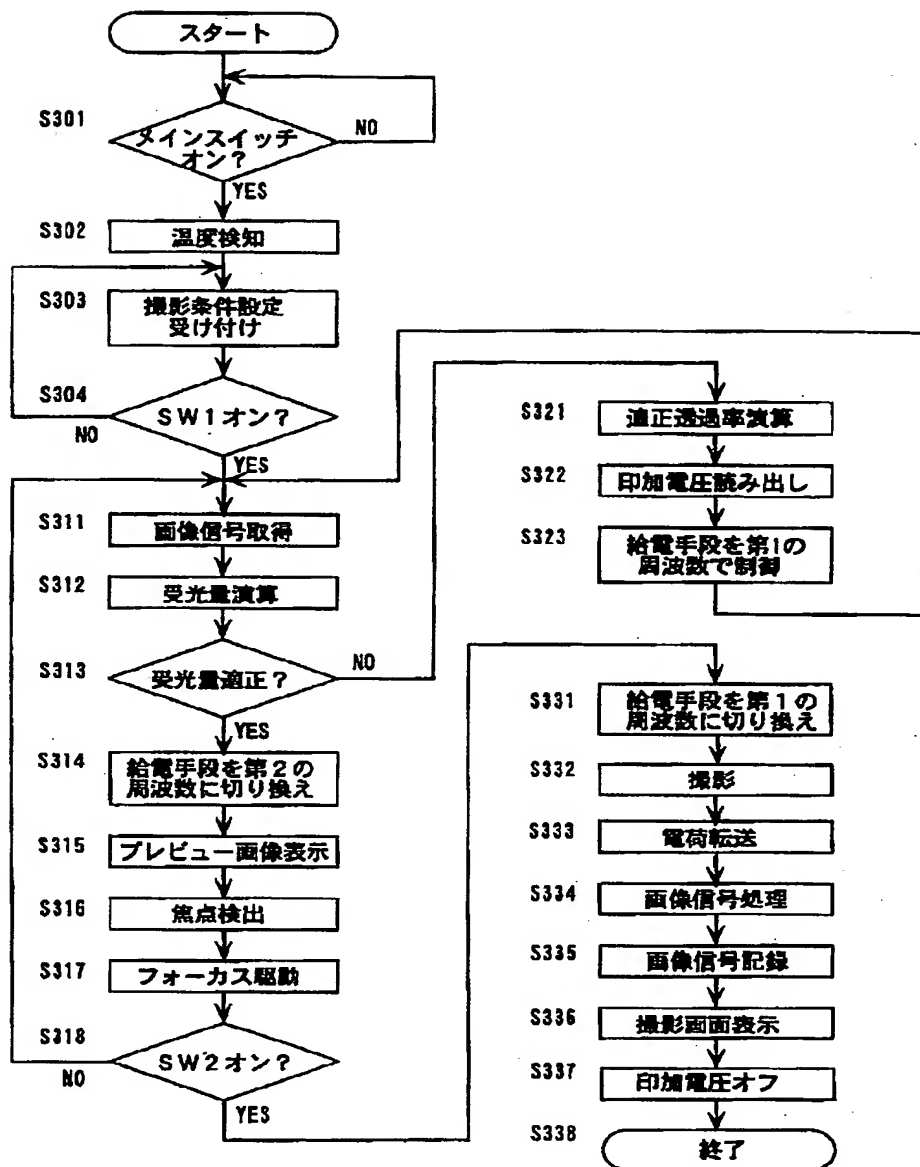 スタート
S301
メインスイッチ
オン？
NO
YES
S302
温度検知
S303
撮影条件設定
受け付け
S304
SW1オン？
NO
YES
S311
画像信号取得
S312
受光量演算
S313
受光量適正？
NO
YES
S314
給電手段を第２の
周波数に切り換え
S315
プレビュー画像表示
S316
焦点検出
S317
フォーカス駆動
S318
SW2オン？
NO
YES
S321
適正透過率演算
S322
印加電圧読み出し
S323
給電手段を第1の
周波数で制御
S331
給電手段を第１の
周波数に切り換え
S332
撮影
S333
電荷転送
S334
画像信号処理
S335
画像信号記録
S336
撮影画面表示
S337
印加電圧オフ
S338
終了